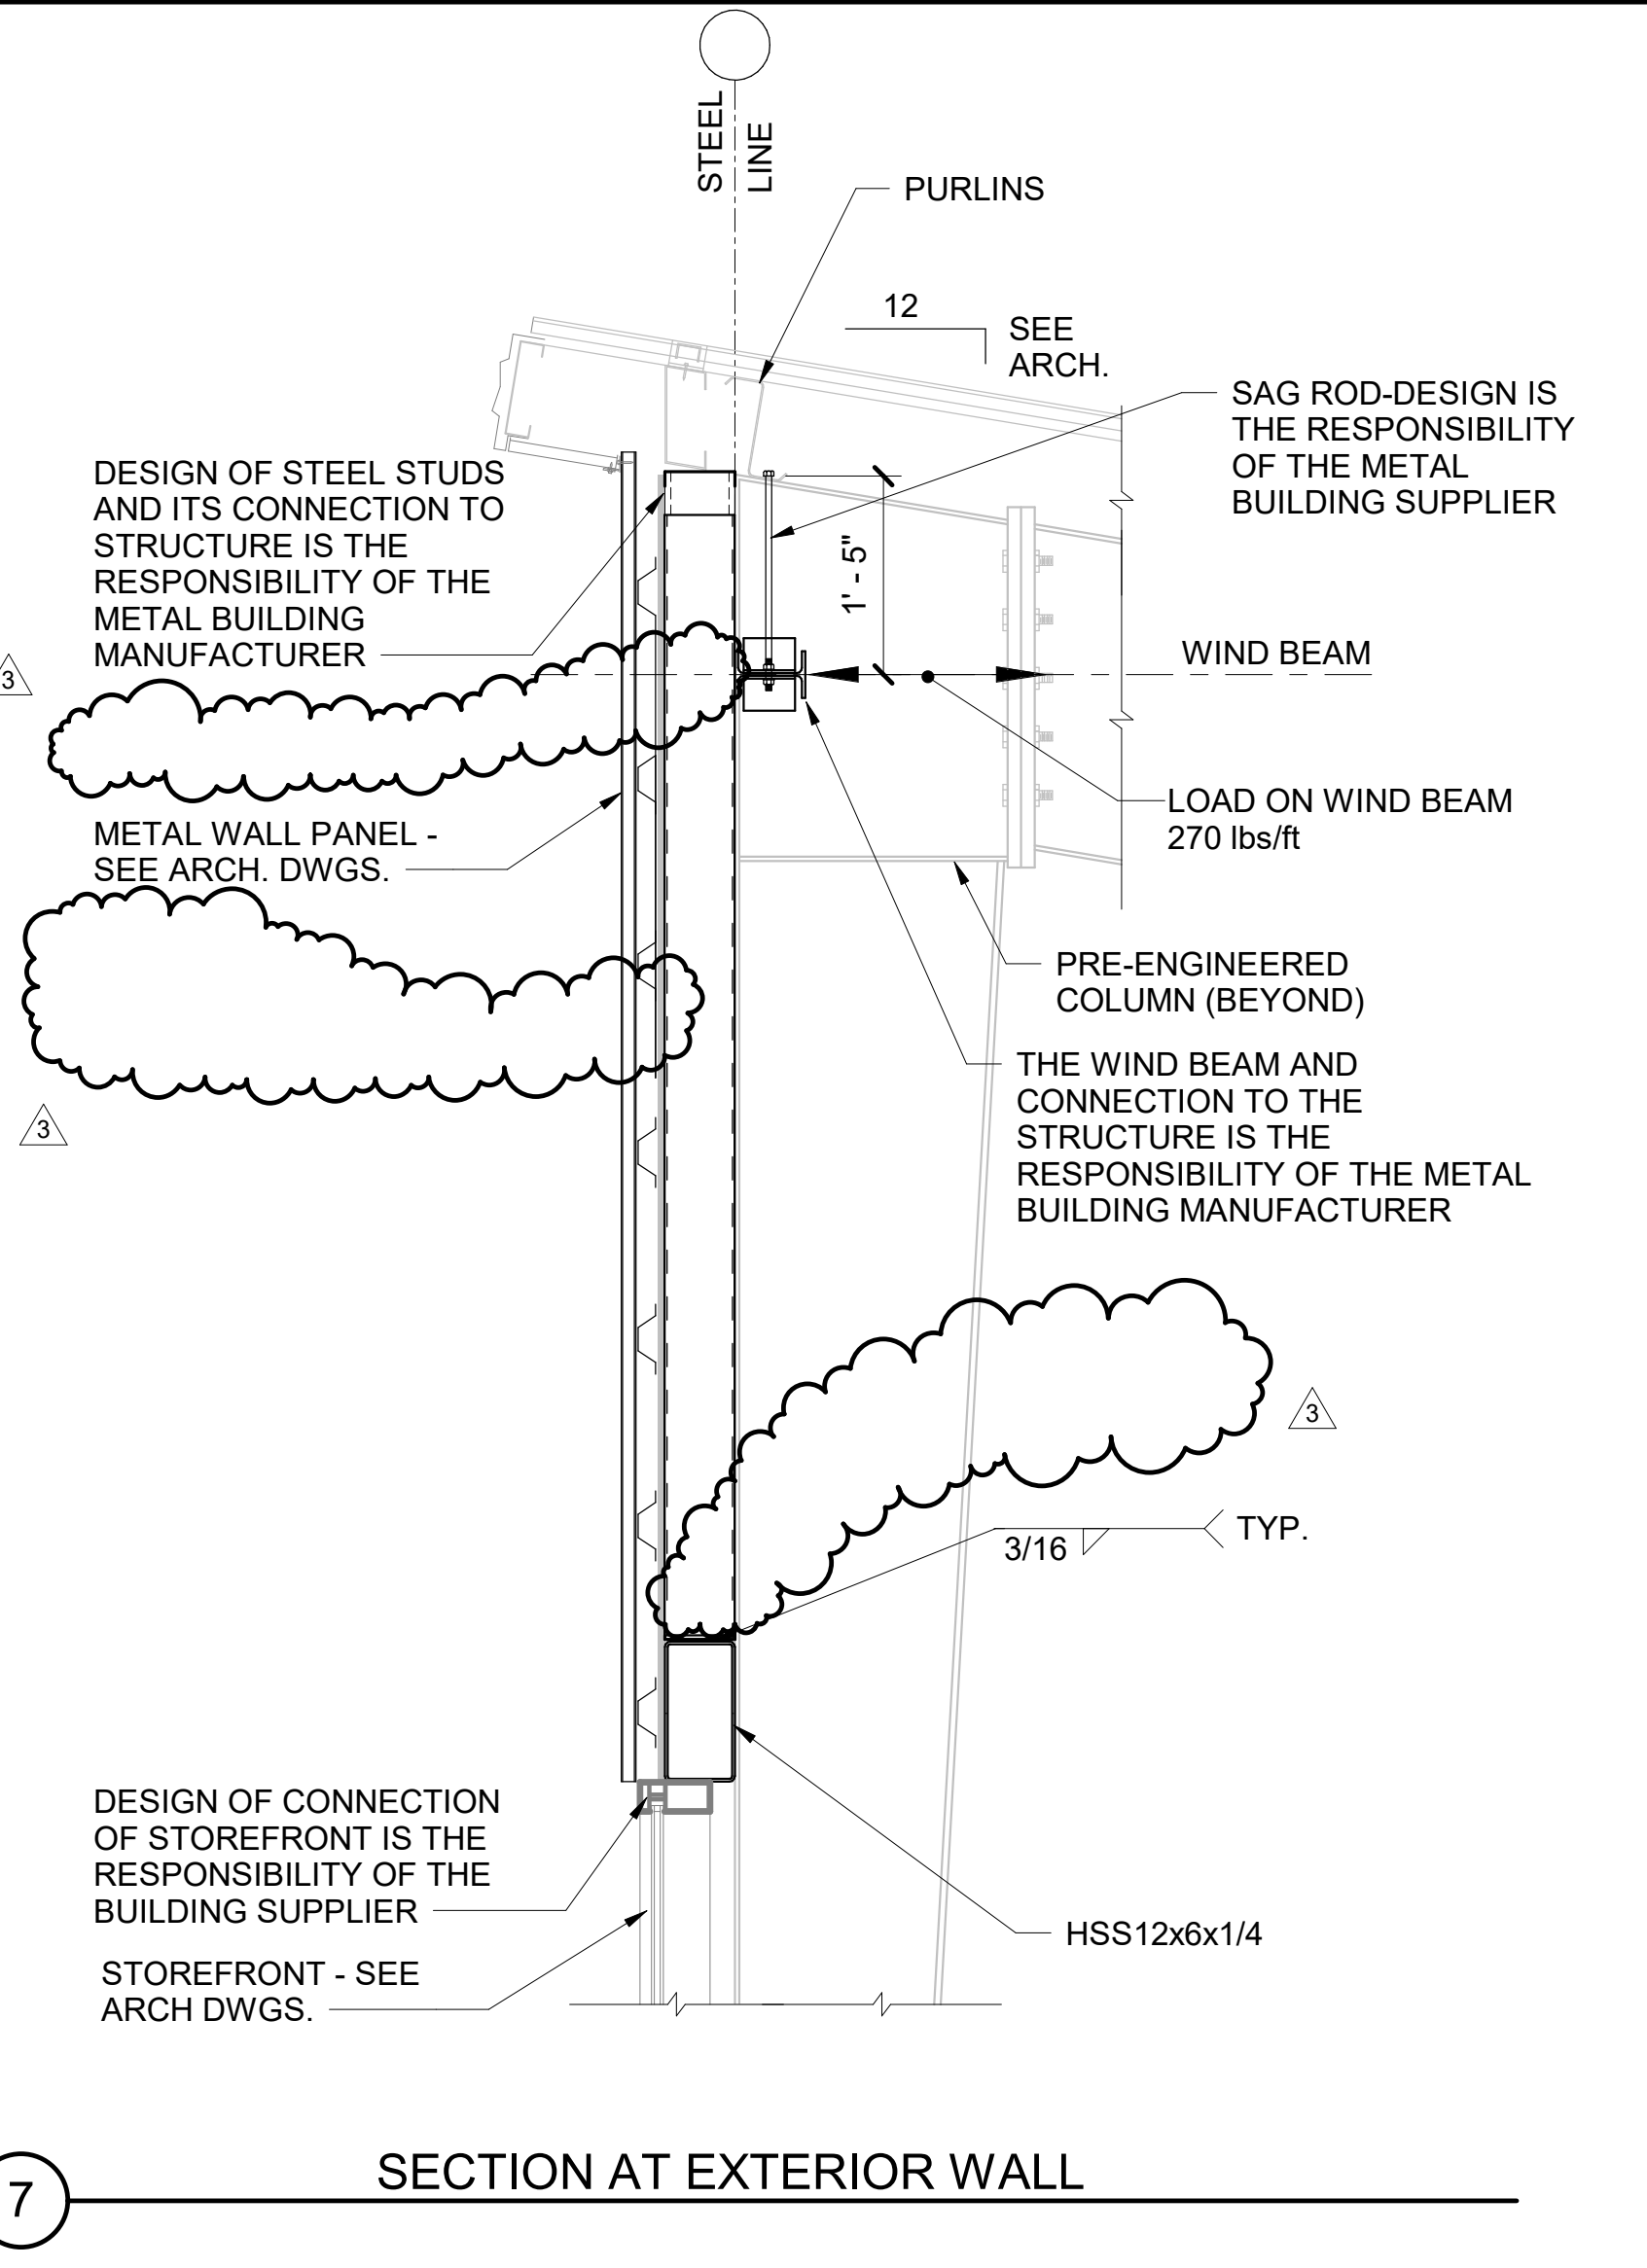 STEEL
LINE
PURLINS
12
SEE
ARCH.
SAG ROD-DESIGN IS
THE RESPONSIBILITY
OF THE METAL
BUILDING SUPPLIER
DESIGN OF STEEL STUDS
AND ITS CONNECTION TO
STRUCTURE IS THE
RESPONSIBILITY OF THE
METAL BUILDING
MANUFACTURER
1' - 5"
WIND BEAM
3
LOAD ON WIND BEAM
270 lbs/ft
METAL WALL PANEL -
SEE ARCH. DWGS.
PRE-ENGINEERED
COLUMN (BEYOND)
THE WIND BEAM AND
CONNECTION TO THE
STRUCTURE IS THE
RESPONSIBILITY OF THE METAL
BUILDING MANUFACTURER
3
3
3/16
TYP.
DESIGN OF CONNECTION
OF STOREFRONT IS THE
RESPONSIBILITY OF THE
BUILDING SUPPLIER
HSS12x6x1/4
STOREFRONT - SEE
ARCH DWGS.
7
SECTION AT EXTERIOR WALL